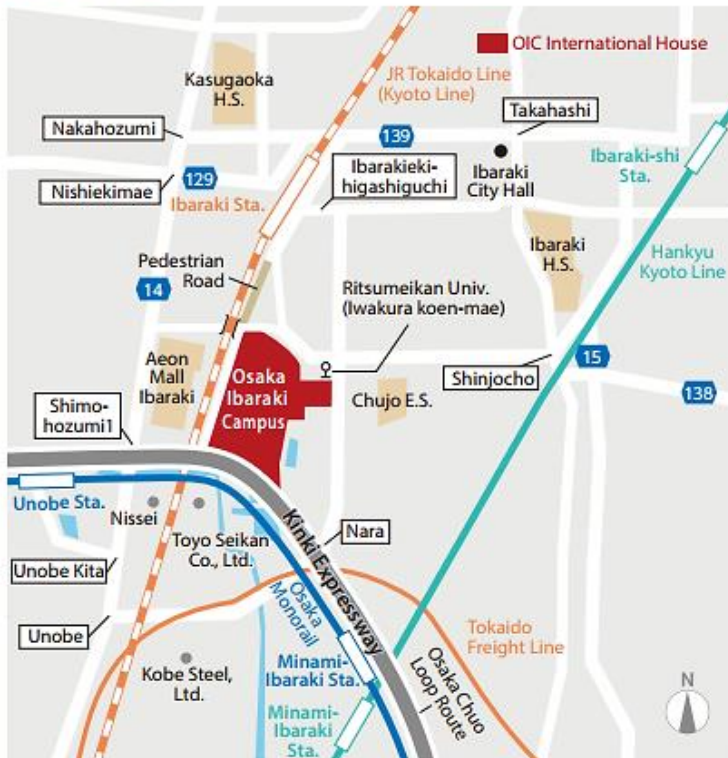 OIC International House
Kasugaoka
H.S.
JR Tokaido Line
(Kyoto Line)
Takahashi
Nakahozumi
139
Ibarakieki-
higashiguchi
Ibaraki
City Hall
Ibaraki-shi
Sta.
Nishiekimae
129
Ibaraki Sta.
Ibaraki
H.S.
Hankyu
Kyoto Line
Pedestrian
Road
Ritsumeikan Univ.
(Iwakura koen-mae)
14
Aeon
Mall
Ibaraki
Osaka
Ibaraki
Campus
Shinjocho
15
138
Chujo E.S.
Shimo-
hozumi1
Unobe Sta.
Nissei
Toyo Seikan
Co., Ltd.
Kinki Expressway
Nara
Unobe Kita
Osaka
Monorail
Unobe
Tokaido
Freight Line
Kobe Steel,
Ltd.
Minami-
Ibaraki Sta.
Osaka Chuo
Loop Route
Minami-
Ibaraki
Sta.
N